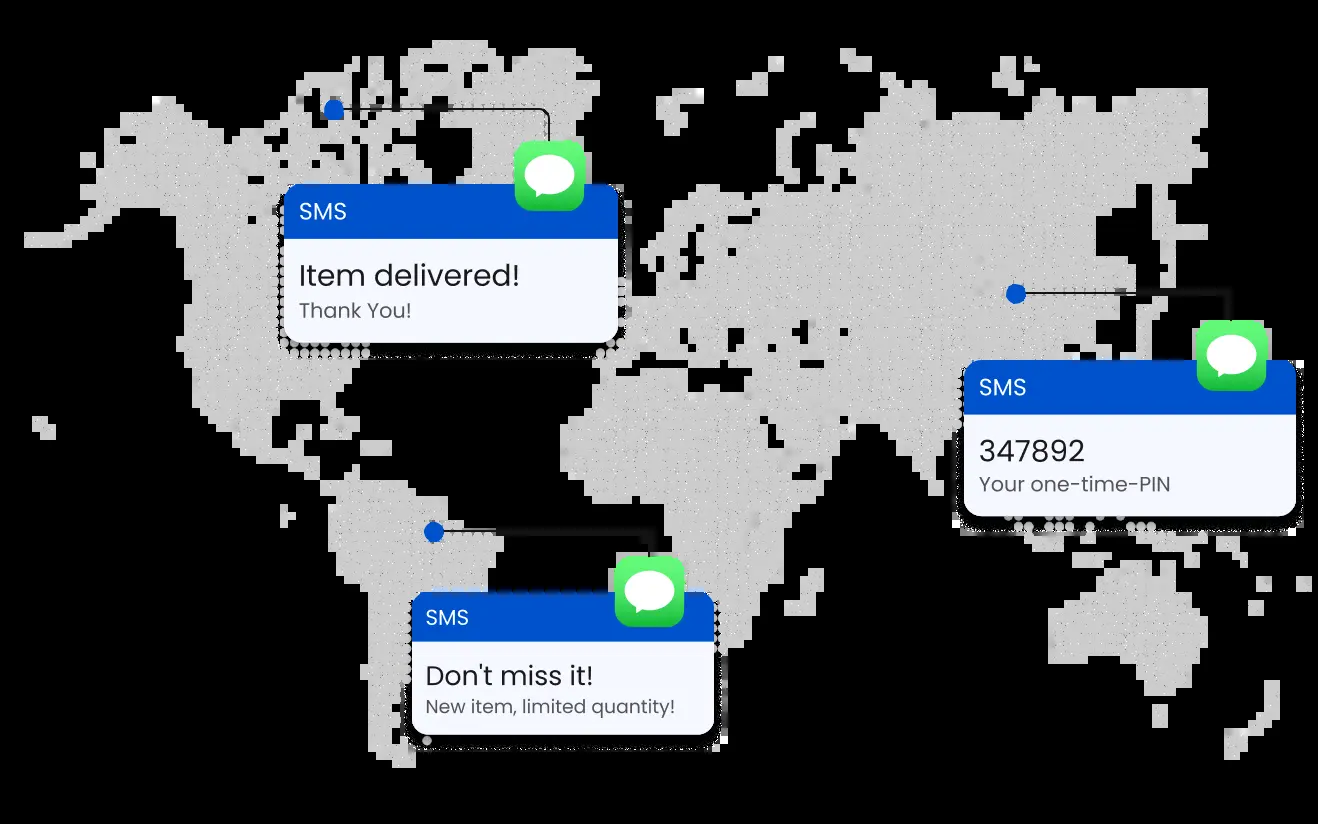 SMS
Item delivered!
Thank You!
SMS
347892
Your one-time-PIN
SMS
Don't miss it!
New item, limited quantity!